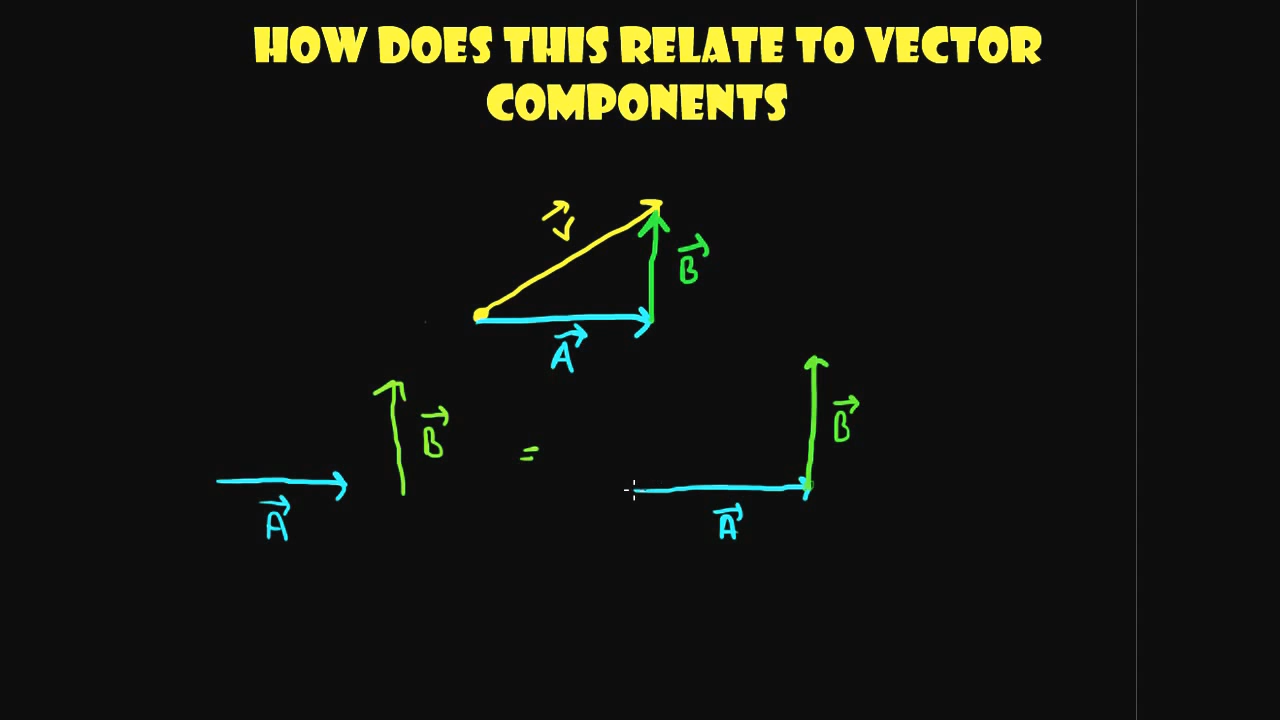 HOW DOES THIS RELATE TO VECTOR
COMPONENTS
V
B
A
B
=
B
A
A